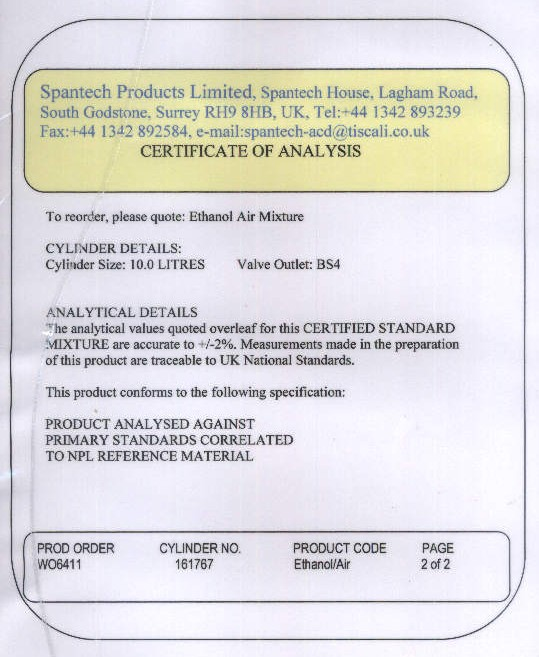 Spantech Products Limited, Spantech House, Lagham Road,
South Godstone, Surrey RH9 8HB, UK, Tel:+44 1342 893239
Fax:+44 1342 892584, e-mail:spantech-acd@tiscali.co.uk
CERTIFICATE OF ANALYSIS
To reorder, please quote: Ethanol Air Mixture
CYLINDER DETAILS:
Cylinder Size: 10.0 LITRES Valve Outlet: BS4
ANALYTICAL DETAILS
The analytical values quoted overleaf for this CERTIFIED STANDARD
MIXTURE are accurate to +/-2%. Measurements made in the preparation
of this product are traceable to UK National Standards.
This product conforms to the following specification:
PRODUCT ANALYSED AGAINST
PRIMARY STANDARDS CORRELATED
TO NPL REFERENCE MATERIAL
PROD ORDER CYLINDER NO. PRODUCT CODE PAGE
WO6411 161767 Ethanol/Air 2 of 2